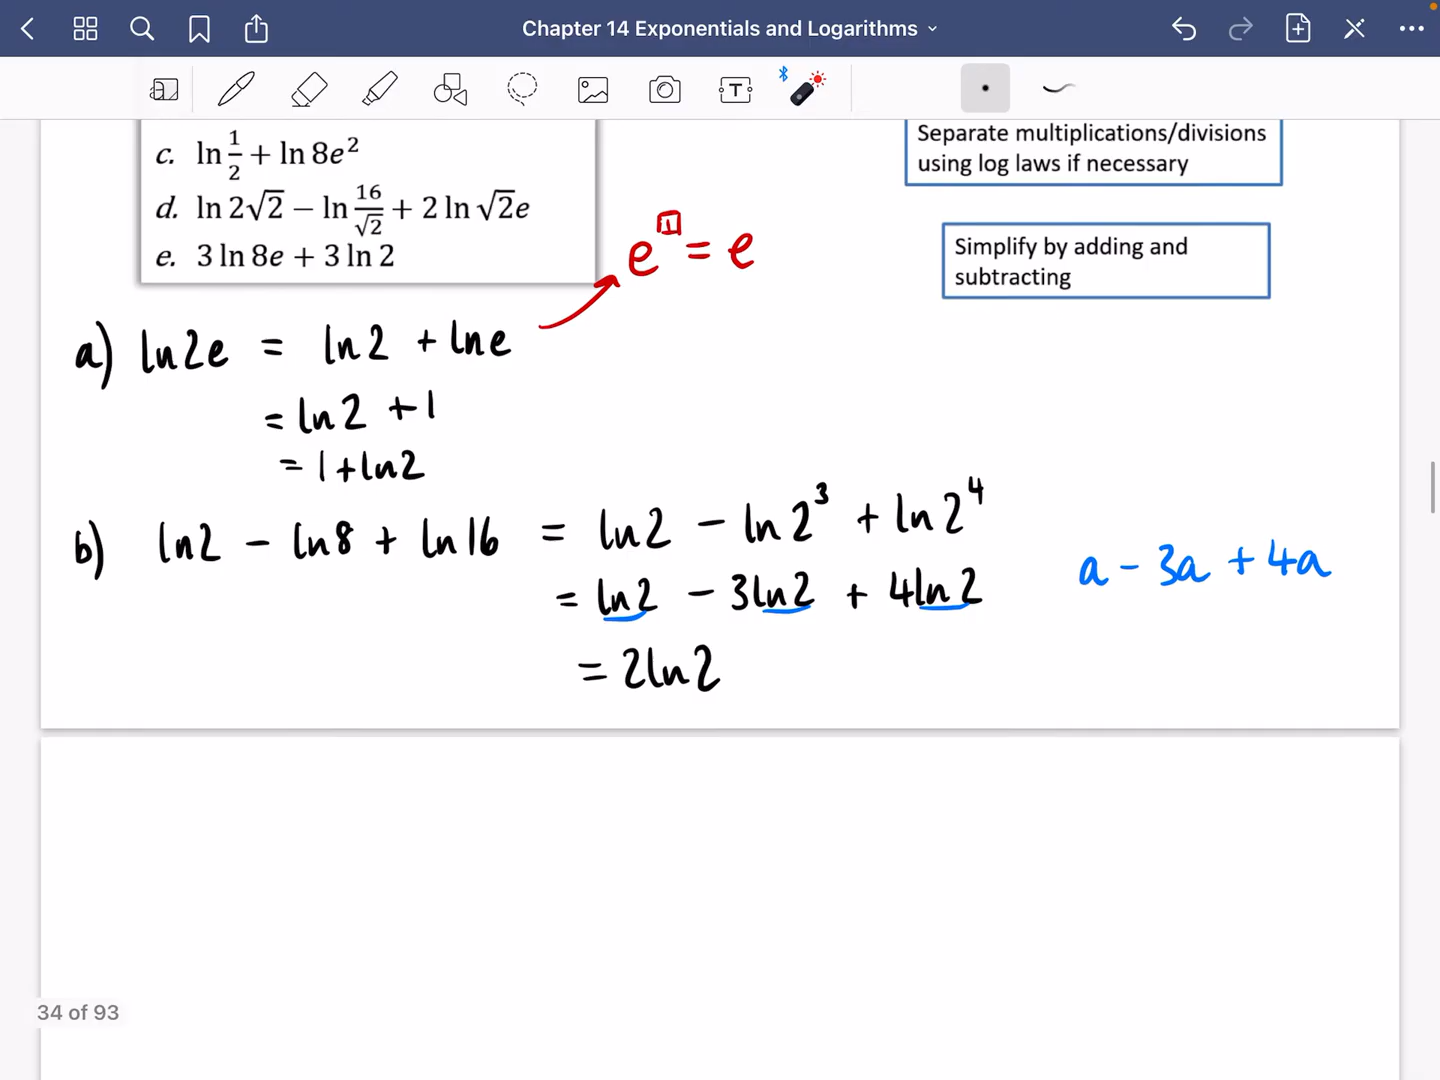 Chapter 14 Exponentials and Logarithms
T
c. ln 1/2 + ln 8e²
d. ln 2√2 − ln 16/√2 + 2 ln √2e
e. 3 ln 8e + 3 ln 2
Separate multiplications/divisions
using log laws if necessary
Simplify by adding and
subtracting
e^1 = e
a) ln2e = ln2 + lne
= ln2 + 1
= 1 + ln2
b) ln2 − ln8 + ln16 = ln2 − ln2³ + ln2⁴
= ln2 − 3ln2 + 4ln2
a − 3a + 4a
= 2ln2
34 of 93